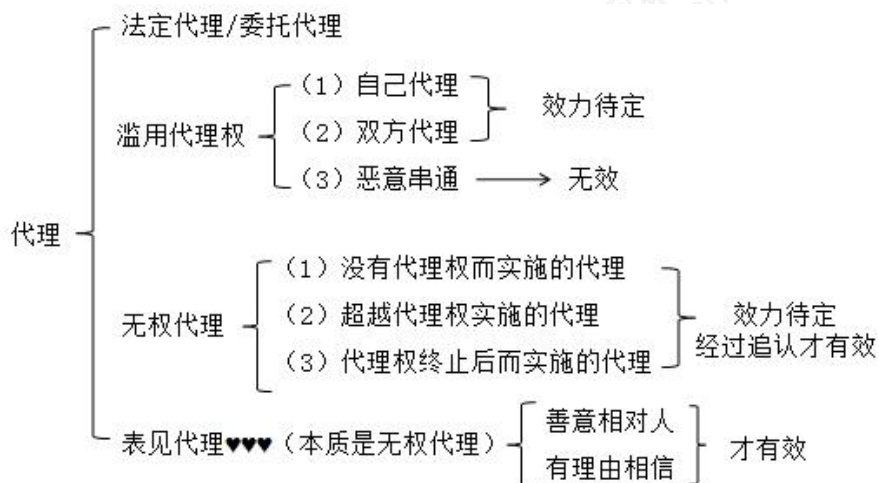 法定代理/委托代理
（1）自己代理
效力待定
滥用代理权
（2）双方代理
（3）恶意串通
无效
代理
（1）没有代理权而实施的代理
无权代理
（2）超越代理权实施的代理
效力待定
经过追认才有效
（3）代理权终止后而实施的代理
表见代理♥♥♥（本质是无权代理）
善意相对人
有理由相信
才有效